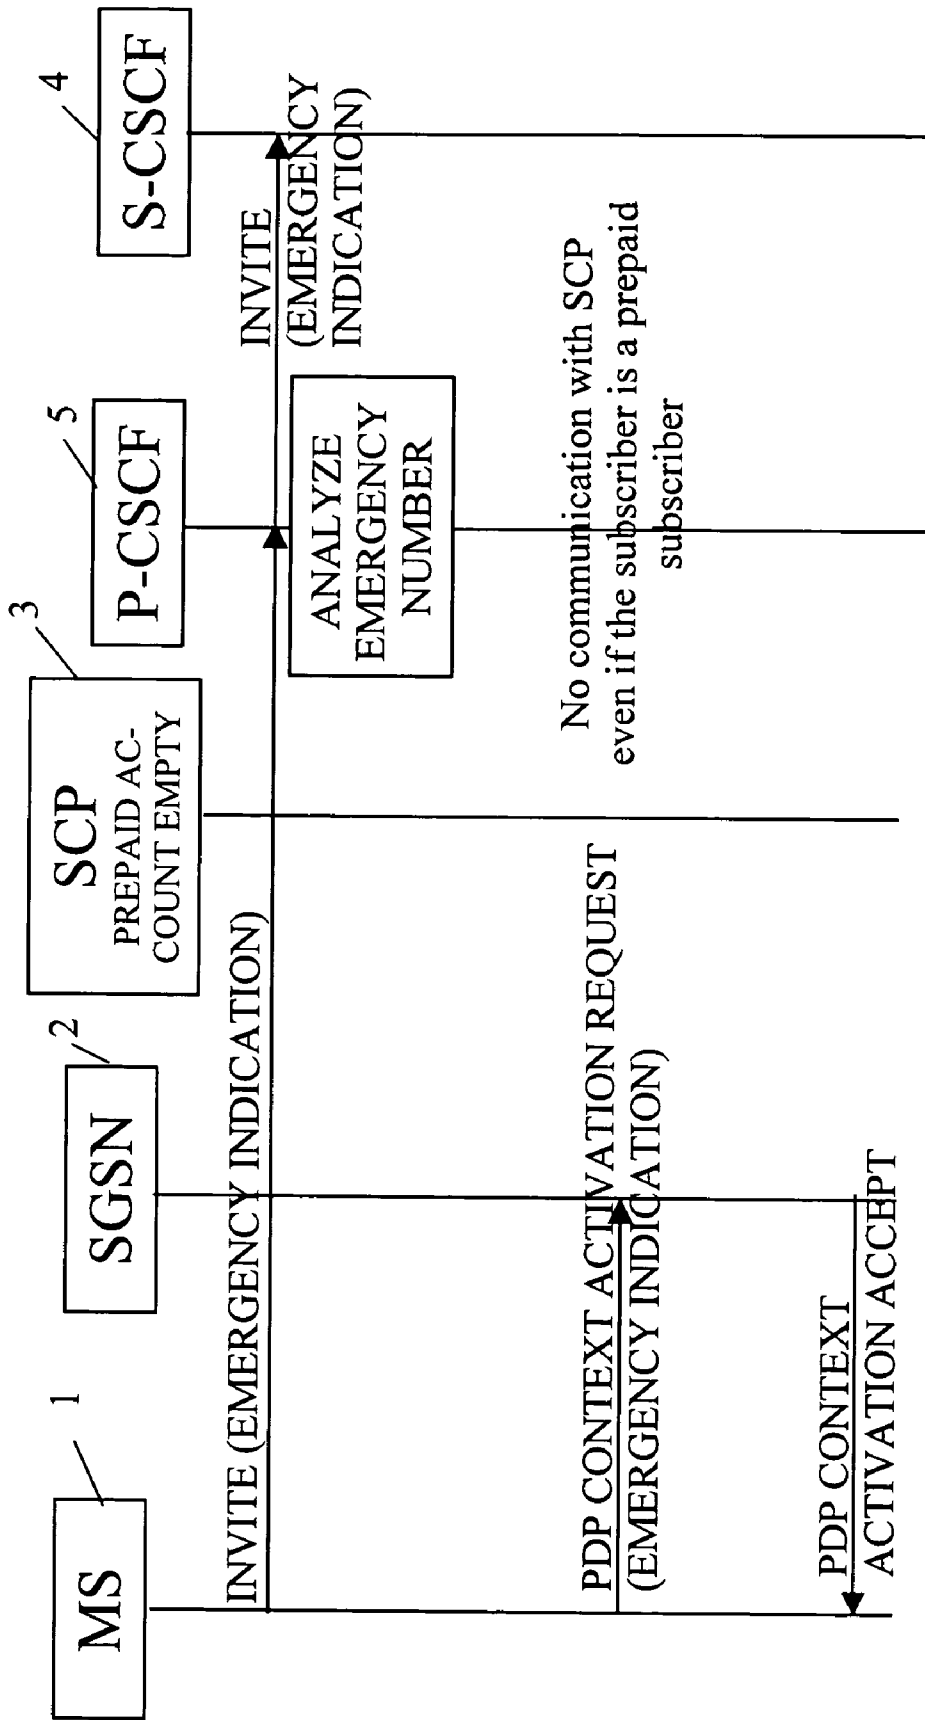 1
MS
2
SGSN
3
SCP
PREPAID AC-
COUNT EMPTY
5
P-CSCF
4
S-CSCF
INVITE (EMERGENCY INDICATION)
INVITE
(EMERGENCY
INDICATION)
ANALYZE
EMERGENCY
NUMBER
No communication with SCP
even if the subscriber is a prepaid
subscriber
PDP CONTEXT ACTIVATION REQUEST
(EMERGENCY INDICATION)
PDP CONTEXT
ACTIVATION ACCEPT